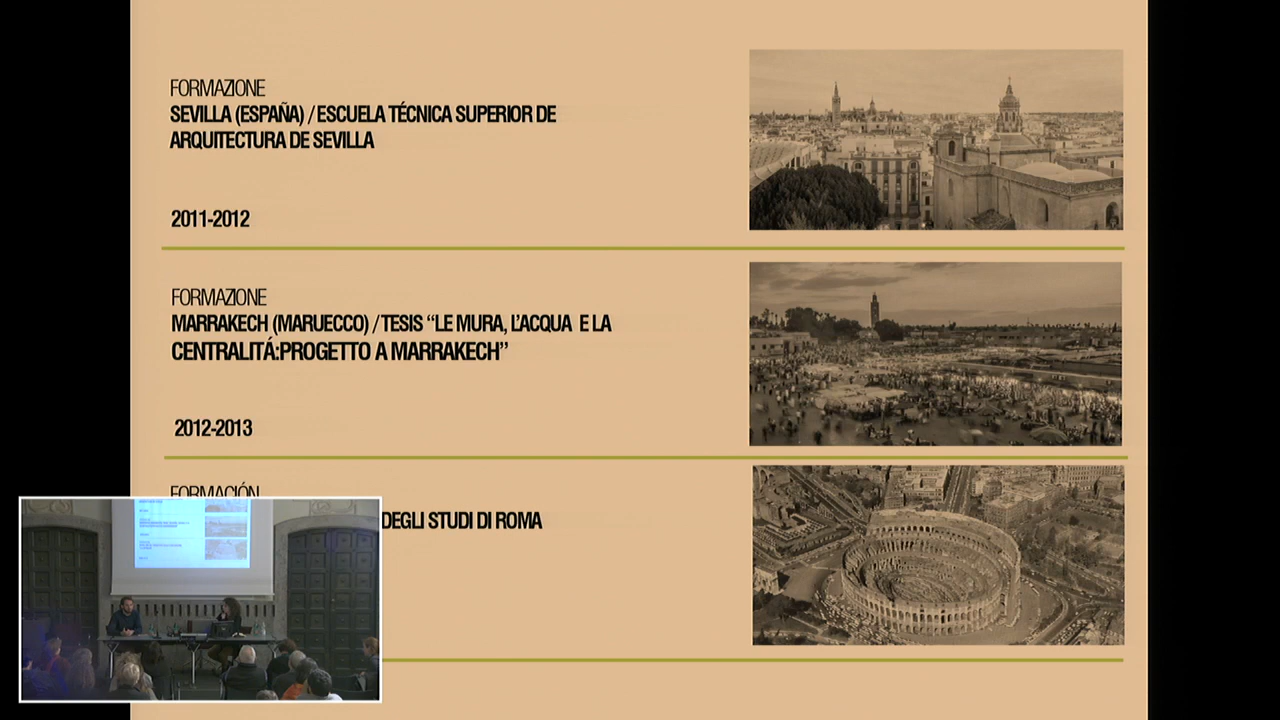 FORMAZIONE
SEVILLA (ESPAÑA) / ESCUELA TÉCNICA SUPERIOR DE
ARQUITECTURA DE SEVILLA
2011-2012
FORMAZIONE
MARRAKECH (MARUECCO) / TESIS “LE MURA, L’ACQUA E LA
CENTRALITÁ:PROGETTO A MARRAKECH”
2012-2013
FORMACIÓN
DEGLI STUDI DI ROMA